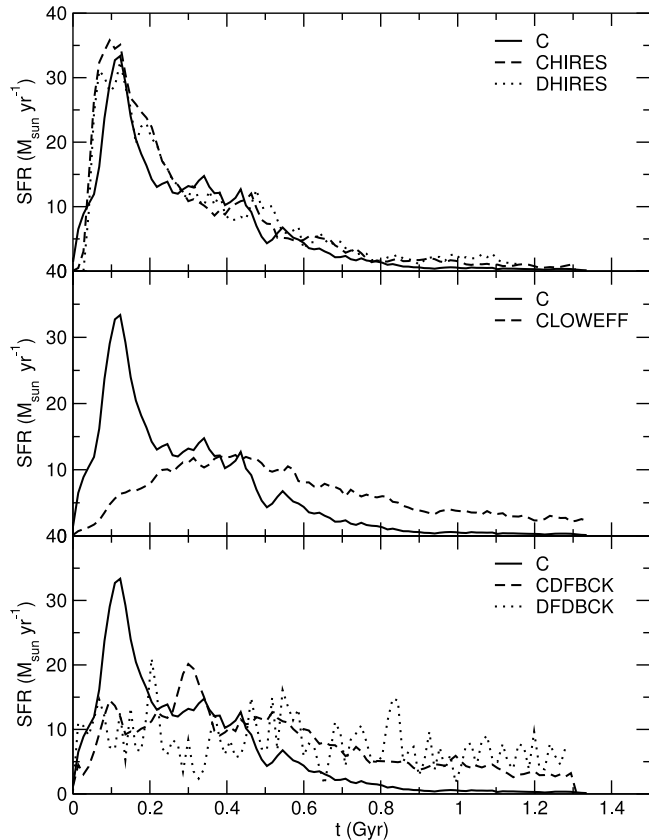 40
30
20
10
SFR (M_sun yr^-1)
C
CHIRES
DHIRES
40
30
20
10
SFR (M_sun yr^-1)
C
CLOWEFF
40
30
20
10
0
SFR (M_sun yr^-1)
C
CDFBCK
DFDBCK
0 0.2 0.4 0.6 0.8 1 1.2 1.4
t (Gyr)